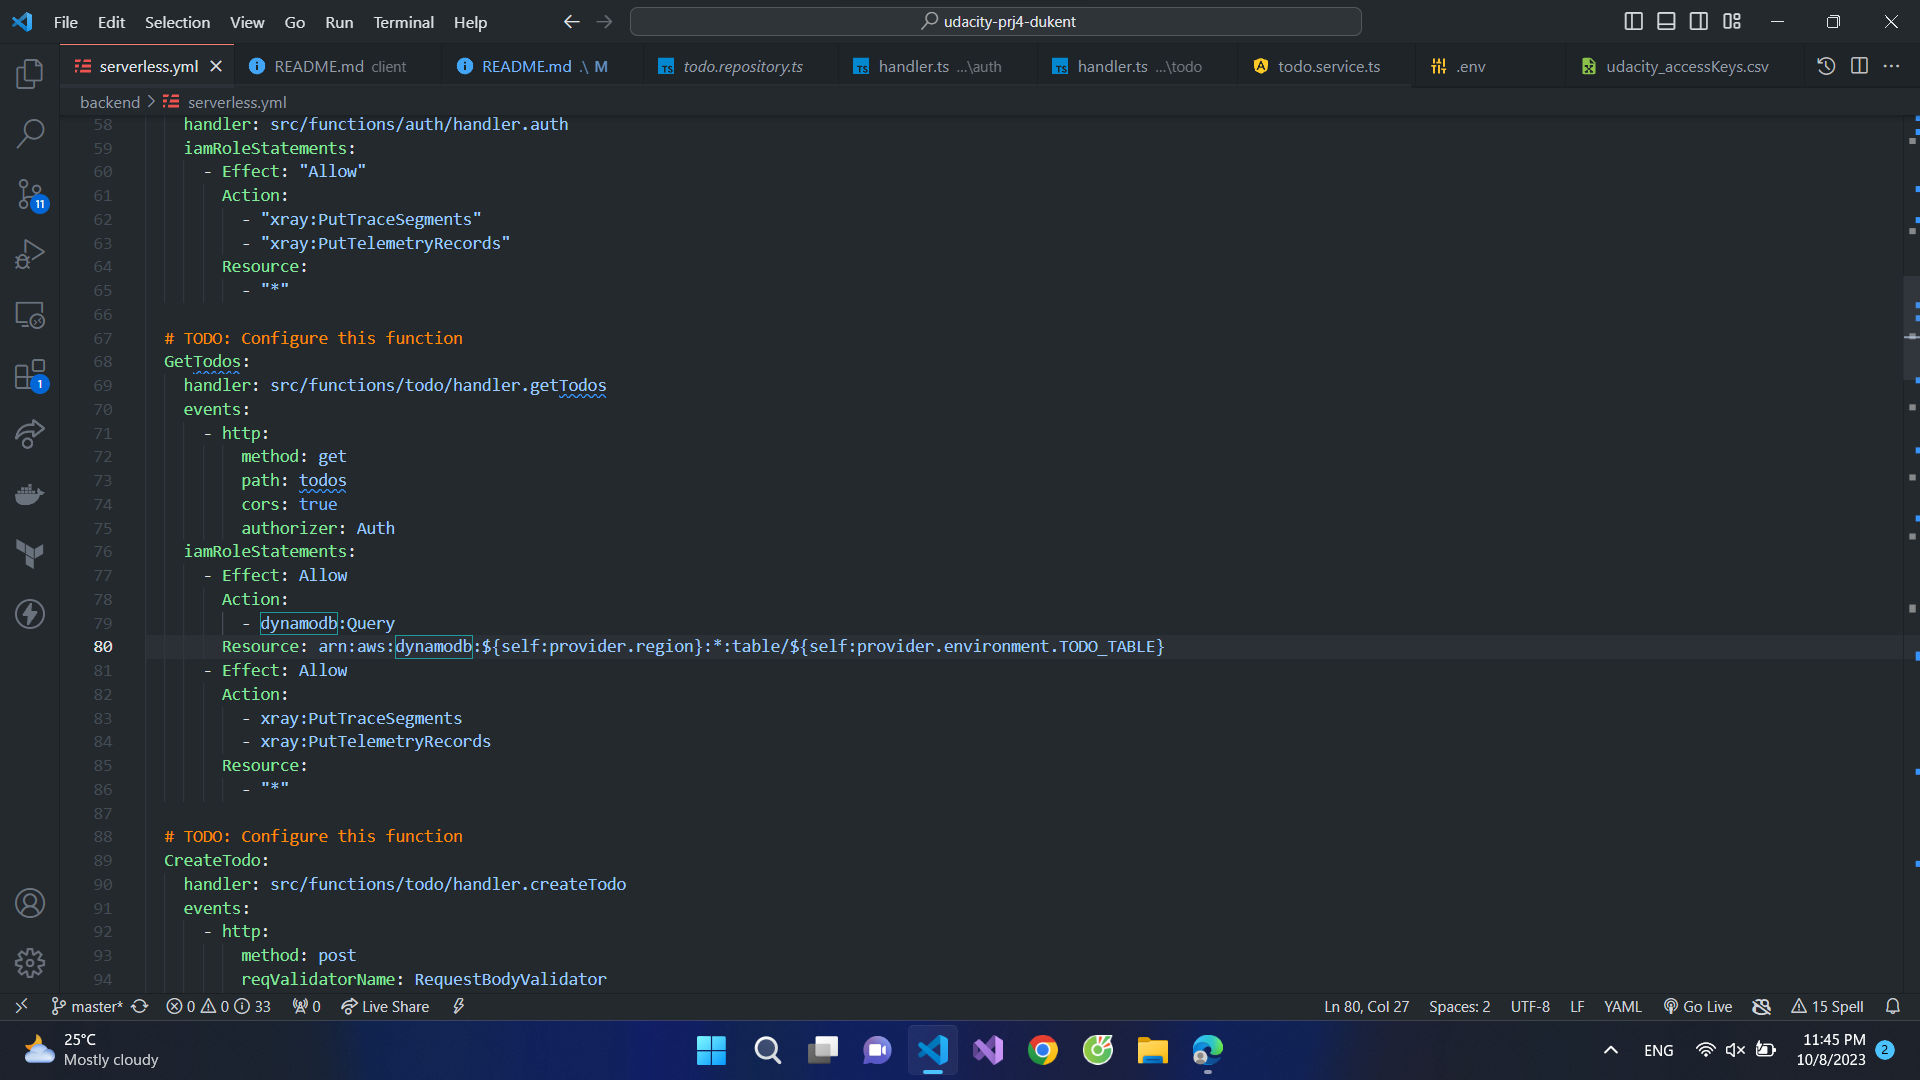 File Edit Selection View Go Run Terminal Help
udacity-prj4-dukent
serverless.yml
README.md client
README.md .\ M
todo.repository.ts
handler.ts ...\auth
handler.ts ...\todo
todo.service.ts
.env
udacity_accessKeys.csv
backend > serverless.yml
58 handler: src/functions/auth/handler.auth
59 iamRoleStatements:
60 - Effect: "Allow"
61 Action:
62 - "xray:PutTraceSegments"
63 - "xray:PutTelemetryRecords"
64 Resource:
65 - "*"
66
67 # TODO: Configure this function
68 GetTodos:
69 handler: src/functions/todo/handler.getTodos
70 events:
71 - http:
72 method: get
73 path: todos
74 cors: true
75 authorizer: Auth
76 iamRoleStatements:
77 - Effect: Allow
78 Action:
79 - dynamodb:Query
80 Resource: arn:aws:dynamodb:${self:provider.region}:*:table/${self:provider.environment.TODO_TABLE}
81 - Effect: Allow
82 Action:
83 - xray:PutTraceSegments
84 - xray:PutTelemetryRecords
85 Resource:
86 - "*"
87
88 # TODO: Configure this function
89 CreateTodo:
90 handler: src/functions/todo/handler.createTodo
91 events:
92 - http:
93 method: post
94 reqValidatorName: RequestBodyValidator
11
1
master* 0 0 33 0 Live Share
Ln 80, Col 27 Spaces: 2 UTF-8 LF YAML Go Live 15 Spell
25°C
Mostly cloudy
ENG
11:45 PM
10/8/2023
2